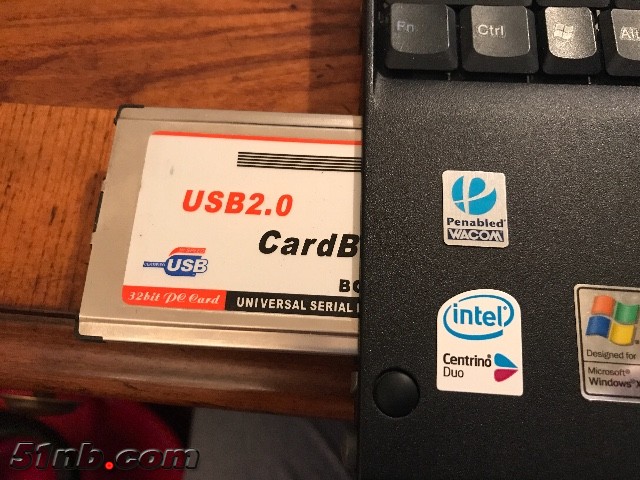 Fn
Ctrl
Alt
USB2.0
CardB
USB
32bit PC Card
UNIVERSAL SERIAL
Penabled
WACOM
intel
Centrino
Duo
Designed for
Microsoft
Windows X
51nb.com